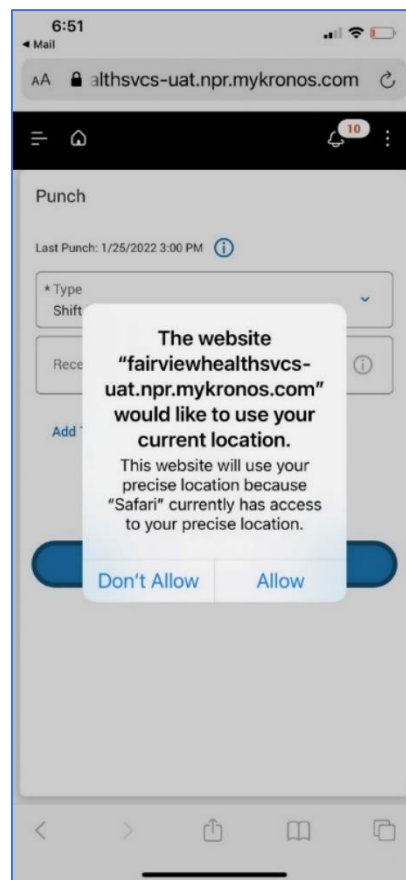 6:51
◄ Mail
AA althsvcs-uat.npr.mykronos.com
10
Punch
Last Punch: 1/25/2022 3:00 PM
* Type
Shift
Rece
Add
The website
“fairviewhealthsvcs-
uat.npr.mykronos.com”
would like to use your
current location.
This website will use your
precise location because
“Safari” currently has access
to your precise location.
Don’t Allow Allow